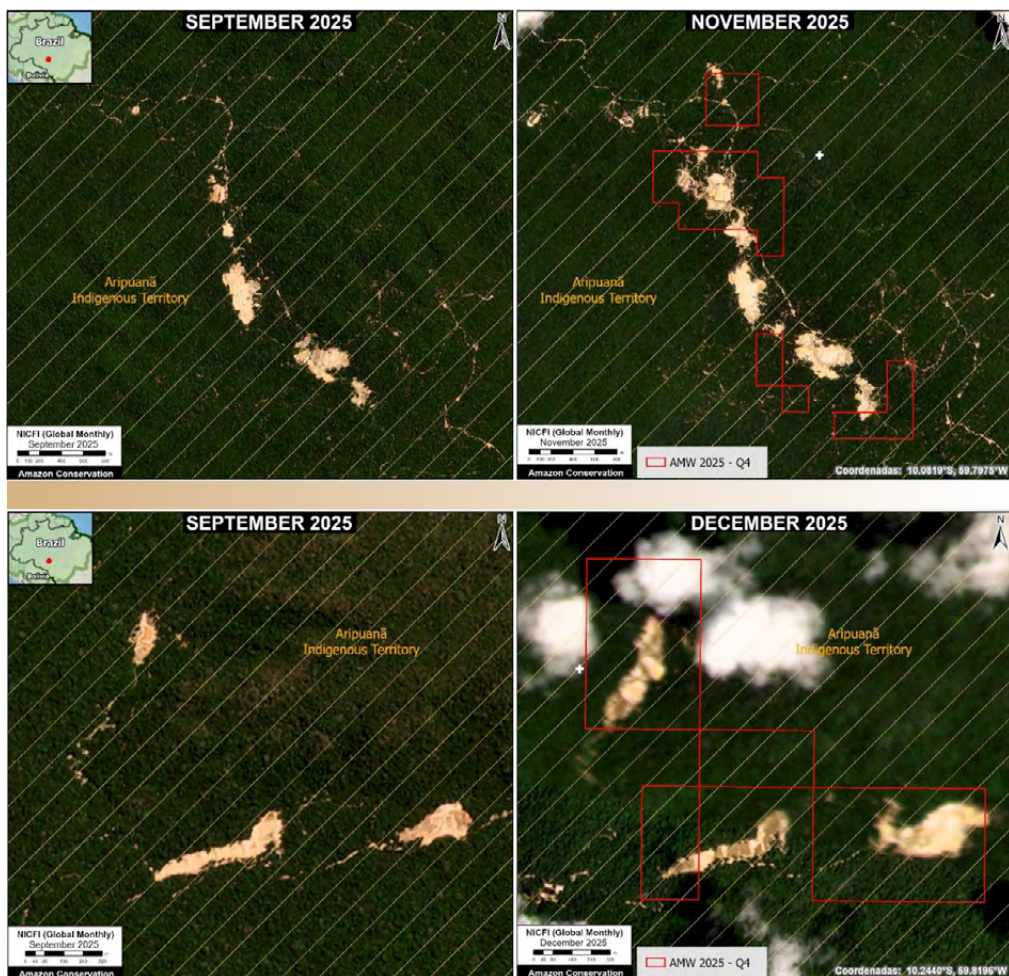 SEPTEMBER 2025
N
Brazil
Bolivia
Aripuanã
Indigenous Territory
NICFI (Global Monthly)
September 2025
Amazon Conservation
NOVEMBER 2025
N
Aripuanã
Indigenous Territory
NICFI (Global Monthly)
November 2025
Amazon Conservation
AMW 2025 - Q4
Coordenadas: 10.0819°S, 59.7975°W
SEPTEMBER 2025
N
Brazil
Bolivia
Aripuanã
Indigenous Territory
NICFI (Global Monthly)
September 2025
Amazon Conservation
DECEMBER 2025
N
Aripuanã
Indigenous Territory
NICFI (Global Monthly)
December 2025
Amazon Conservation
AMW 2025 - Q4
Coordenadas: 10.2440°S, 59.8196°W